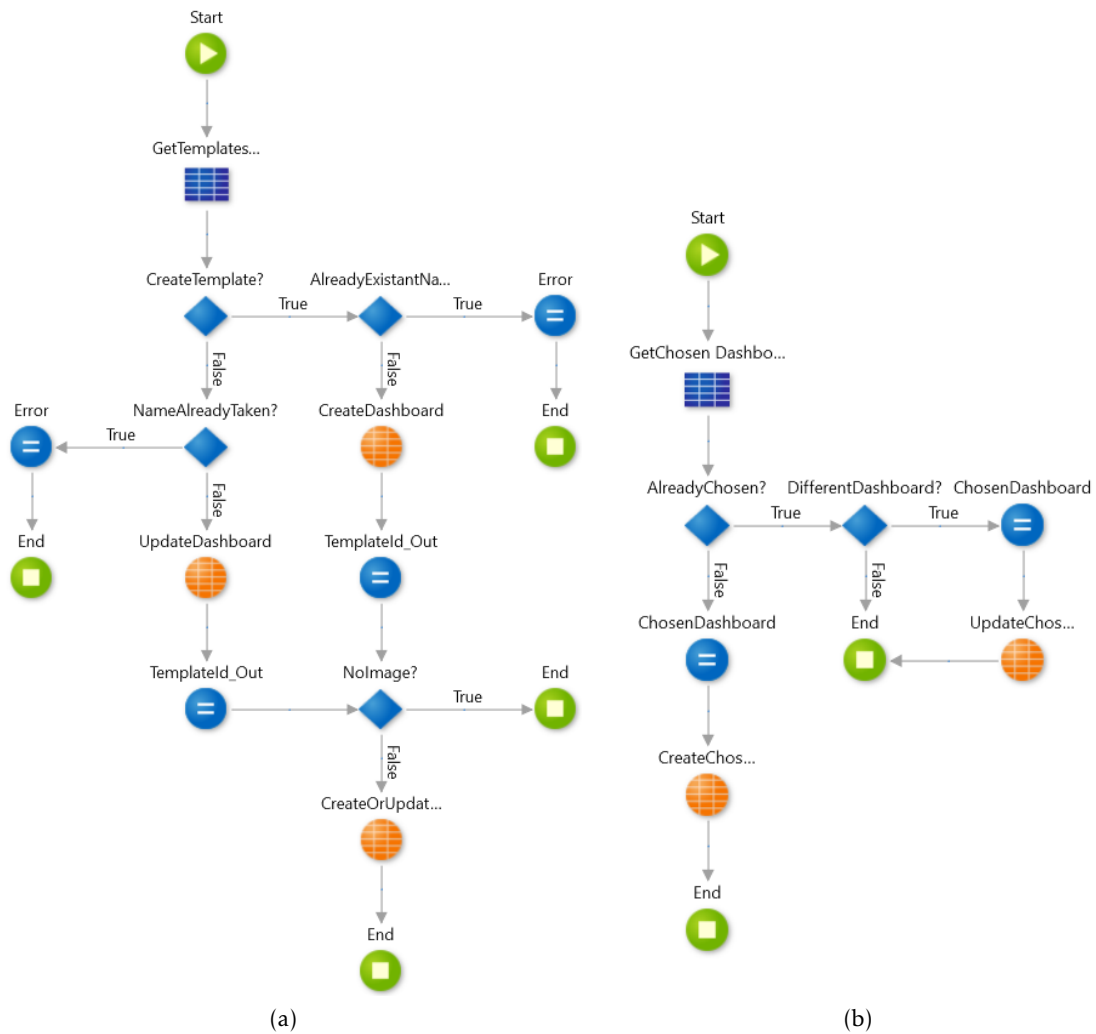 Start
GetTemplates...
CreateTemplate?
True
AlreadyExistantNa...
True
Error
False
False
End
Error
True
NameAlreadyTaken?
CreateDashboard
False
End
UpdateDashboard
TemplateId_Out
TemplateId_Out
NoImage?
True
End
False
CreateOrUpdat...
End
(a)
Start
GetChosen Dashbo...
AlreadyChosen?
True
DifferentDashboard?
True
ChosenDashboard
False
False
ChosenDashboard
End
UpdateChos...
CreateChos...
End
(b)